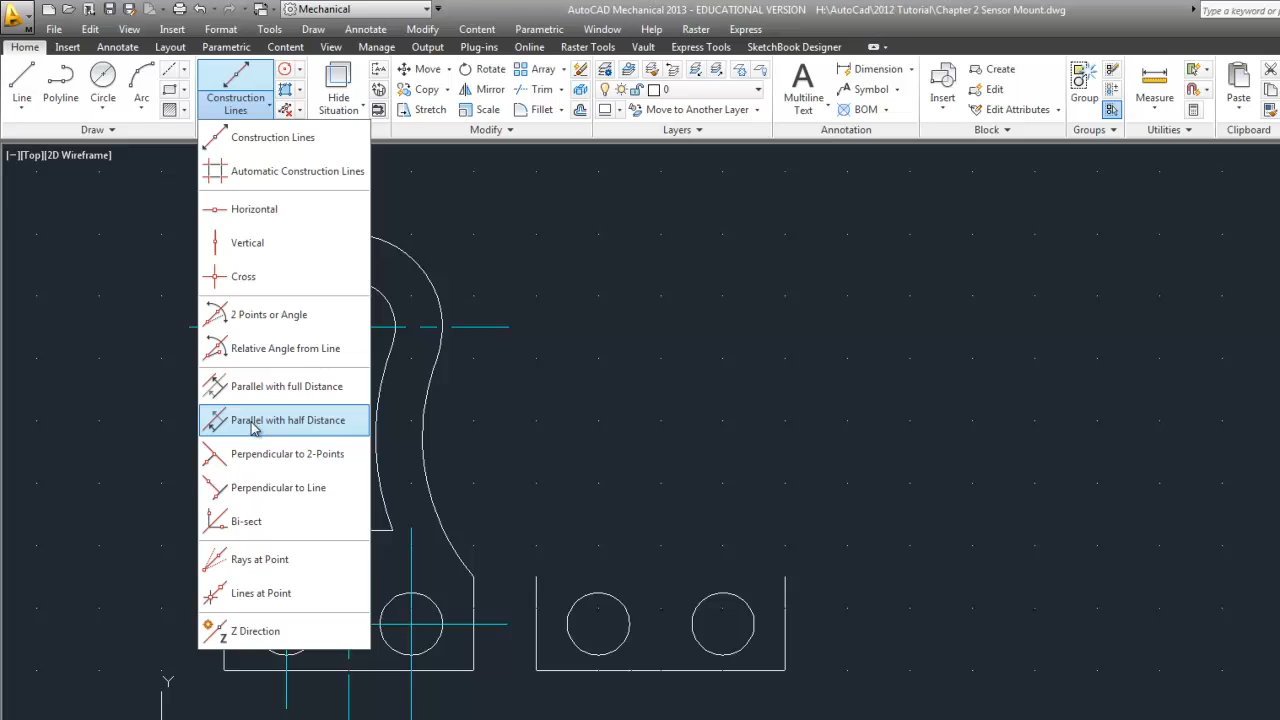 Mechanical
AutoCAD Mechanical 2013 - EDUCATIONAL VERSION H:\AutoCad\2012 Tutorial\Chapter 2 Sensor Mount.dwg
Type a keyword or
File Edit View Insert Format Tools Draw Annotate Modify Content Parametric Window Help Raster Express
Home Insert Annotate Layout Parametric Content View Manage Output Plug-ins Online Raster Tools Vault Express Tools SketchBook Designer
Line Polyline Circle Arc
Construction Lines
Hide Situation
Move Rotate Array
Copy Mirror Trim
Stretch Scale Fillet
0
Move to Another Layer
Multiline Text
Dimension
Symbol
BOM
Insert
Create
Edit
Edit Attributes
Group
Measure
Paste
Draw Modify Layers Annotation Block Groups Utilities Clipboard
[−][Top][2D Wireframe]
Construction Lines
Automatic Construction Lines
Horizontal
Vertical
Cross
2 Points or Angle
Relative Angle from Line
Parallel with full Distance
Parallel with half Distance
Perpendicular to 2-Points
Perpendicular to Line
Bi-sect
Rays at Point
Lines at Point
Z Direction
Y